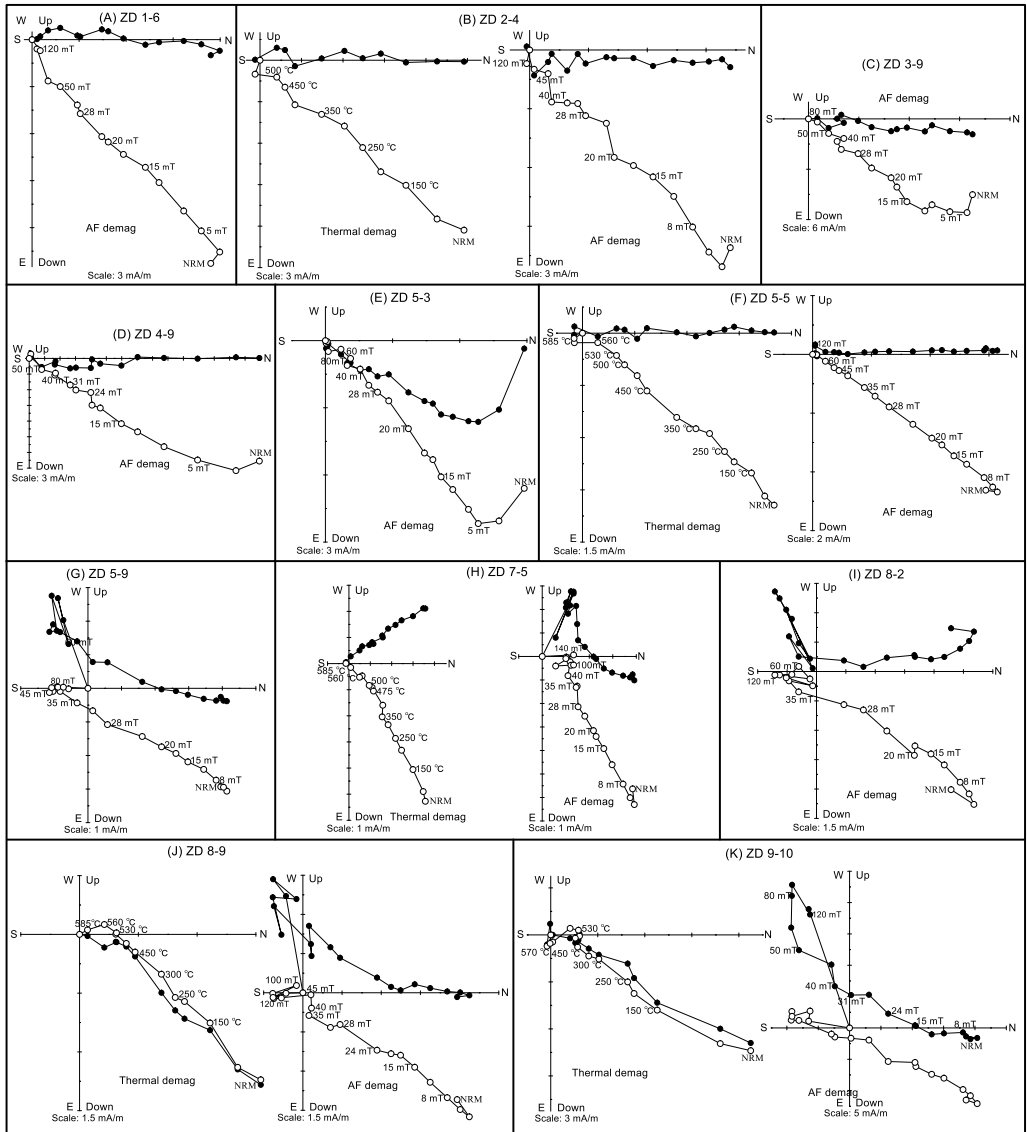 (A) ZD 1-6
W Up
S N
120 mT
50 mT
28 mT
20 mT
15 mT
5 mT
AF demag
NRM
E Down
Scale: 3 mA/m
(B) ZD 2-4
W Up
S N
500 °C
450 °C
350 °C
250 °C
150 °C
Thermal demag
NRM
E Down
Scale: 3 mA/m
W Up
S N
120 mT
45 mT
40 mT
28 mT
20 mT
15 mT
8 mT
AF demag
NRM
E Down
Scale: 3 mA/m
(C) ZD 3-9
AF demag
W Up
80 mT
S N
50 mT
40 mT
28 mT
20 mT
15 mT
NRM
5 mT
E Down
Scale: 6 mA/m
(D) ZD 4-9
W Up
S N
50 mT
40 mT
31 mT
24 mT
15 mT
5 mT
NRM
AF demag
E Down
Scale: 3 mA/m
(E) ZD 5-3
W Up
S N
60 mT
80 mT
40 mT
28 mT
20 mT
15 mT
NRM
5 mT
AF demag
E Down
Scale: 3 mA/m
(F) ZD 5-5
W Up
S N
585 °C
560 °C
530 °C
500 °C
450 °C
350 °C
250 °C
150 °C
NRM
Thermal demag
E Down
Scale: 1.5 mA/m
W Up
120 mT
S N
60 mT
45 mT
35 mT
28 mT
20 mT
15 mT
8 mT
NRM
AF demag
E Down
Scale: 2 mA/m
(G) ZD 5-9
W Up
S N
80 mT
45 mT
35 mT
28 mT
20 mT
15 mT
8 mT
NRM
AF demag
E Down
Scale: 1 mA/m
(H) ZD 7-5
W Up
S N
585 °C
560 °C
500 °C
475 °C
350 °C
250 °C
150 °C
NRM
E Down
Scale: 1 mA/m
Thermal demag
W Up
140 mT
S N
100 mT
40 mT
35 mT
28 mT
20 mT
15 mT
8 mT
NRM
AF demag
E Down
Scale: 1 mA/m
(I) ZD 8-2
W Up
60 mT
S N
120 mT
35 mT
28 mT
20 mT
15 mT
8 mT
NRM
AF demag
E Down
Scale: 1.5 mA/m
(J) ZD 8-9
W Up
585°C
560 °C
530 °C
S N
450 °C
300 °C
250 °C
150 °C
NRM
Thermal demag
E Down
Scale: 1.5 mA/m
W Up
100 mT
45 mT
S N
120 mT
40 mT
35 mT
28 mT
24 mT
15 mT
8 mT
NRM
AF demag
E Down
Scale: 1.5 mA/m
(K) ZD 9-10
W Up
530 °C
S N
570 °C
450 °C
300 °C
250 °C
150 °C
NRM
Thermal demag
E Down
Scale: 3 mA/m
W Up
80 mT
120 mT
50 mT
40 mT
31 mT
24 mT
15 mT
8 mT
S N
NRM
AF demag
E Down
Scale: 5 mA/m